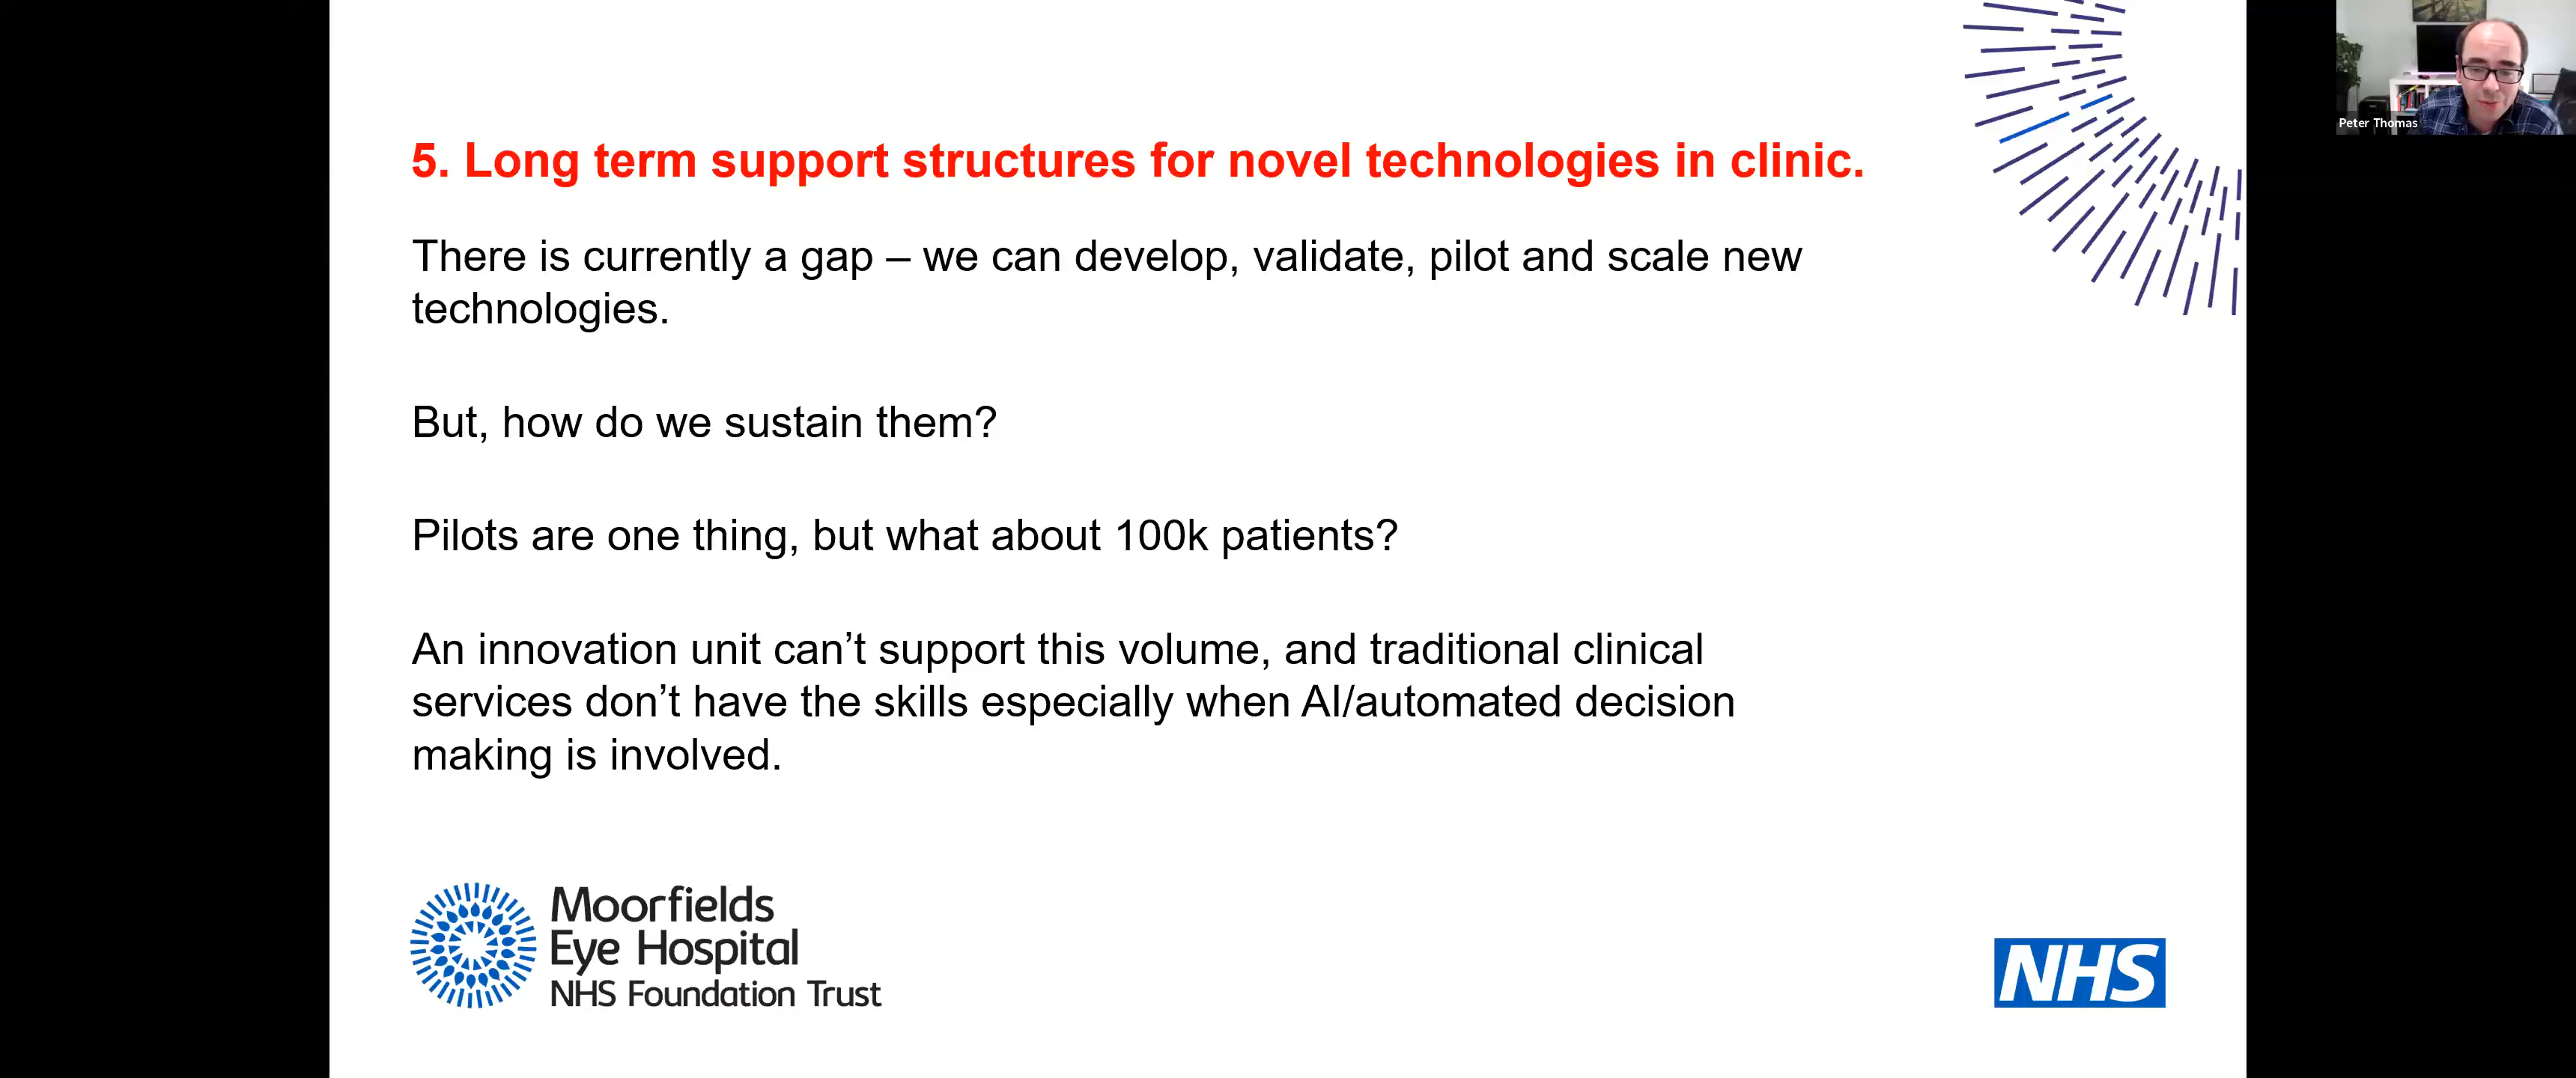 5. Long term support structures for novel technologies in clinic.
There is currently a gap – we can develop, validate, pilot and scale new
technologies.
But, how do we sustain them?
Pilots are one thing, but what about 100k patients?
An innovation unit can’t support this volume, and traditional clinical
services don’t have the skills especially when AI/automated decision
making is involved.
Moorfields
Eye Hospital
NHS Foundation Trust
NHS
Peter Thomas